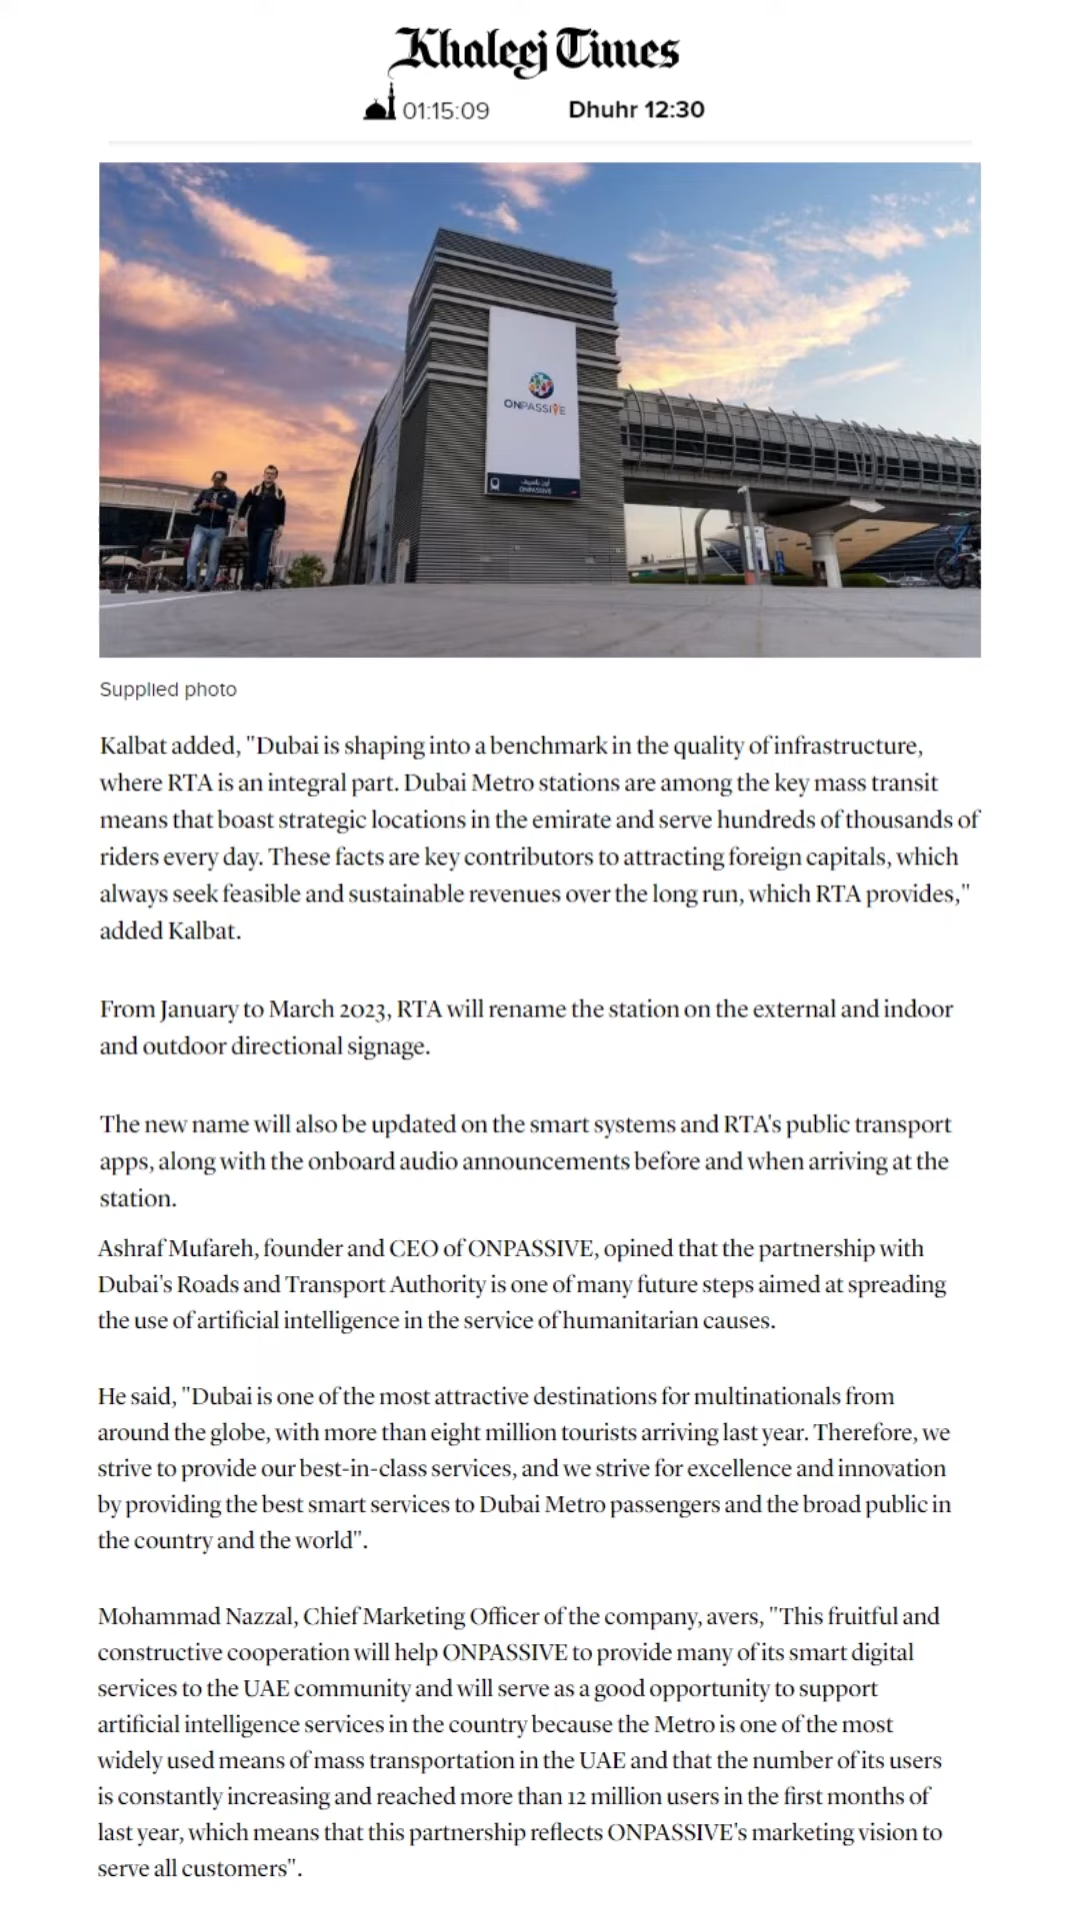 Khaleej Times
01:15:09 Dhuhr 12:30
ONPASSIVE
أون باسيف
ONPASSIVE
Supplied photo
Kalbat added, "Dubai is shaping into a benchmark in the quality of infrastructure,
where RTA is an integral part. Dubai Metro stations are among the key mass transit
means that boast strategic locations in the emirate and serve hundreds of thousands of
riders every day. These facts are key contributors to attracting foreign capitals, which
always seek feasible and sustainable revenues over the long run, which RTA provides,"
added Kalbat.
From January to March 2023, RTA will rename the station on the external and indoor
and outdoor directional signage.
The new name will also be updated on the smart systems and RTA's public transport
apps, along with the onboard audio announcements before and when arriving at the
station.
Ashraf Mufareh, founder and CEO of ONPASSIVE, opined that the partnership with
Dubai's Roads and Transport Authority is one of many future steps aimed at spreading
the use of artificial intelligence in the service of humanitarian causes.
He said, "Dubai is one of the most attractive destinations for multinationals from
around the globe, with more than eight million tourists arriving last year. Therefore, we
strive to provide our best-in-class services, and we strive for excellence and innovation
by providing the best smart services to Dubai Metro passengers and the broad public in
the country and the world".
Mohammad Nazzal, Chief Marketing Officer of the company, avers, "This fruitful and
constructive cooperation will help ONPASSIVE to provide many of its smart digital
services to the UAE community and will serve as a good opportunity to support
artificial intelligence services in the country because the Metro is one of the most
widely used means of mass transportation in the UAE and that the number of its users
is constantly increasing and reached more than 12 million users in the first months of
last year, which means that this partnership reflects ONPASSIVE's marketing vision to
serve all customers".